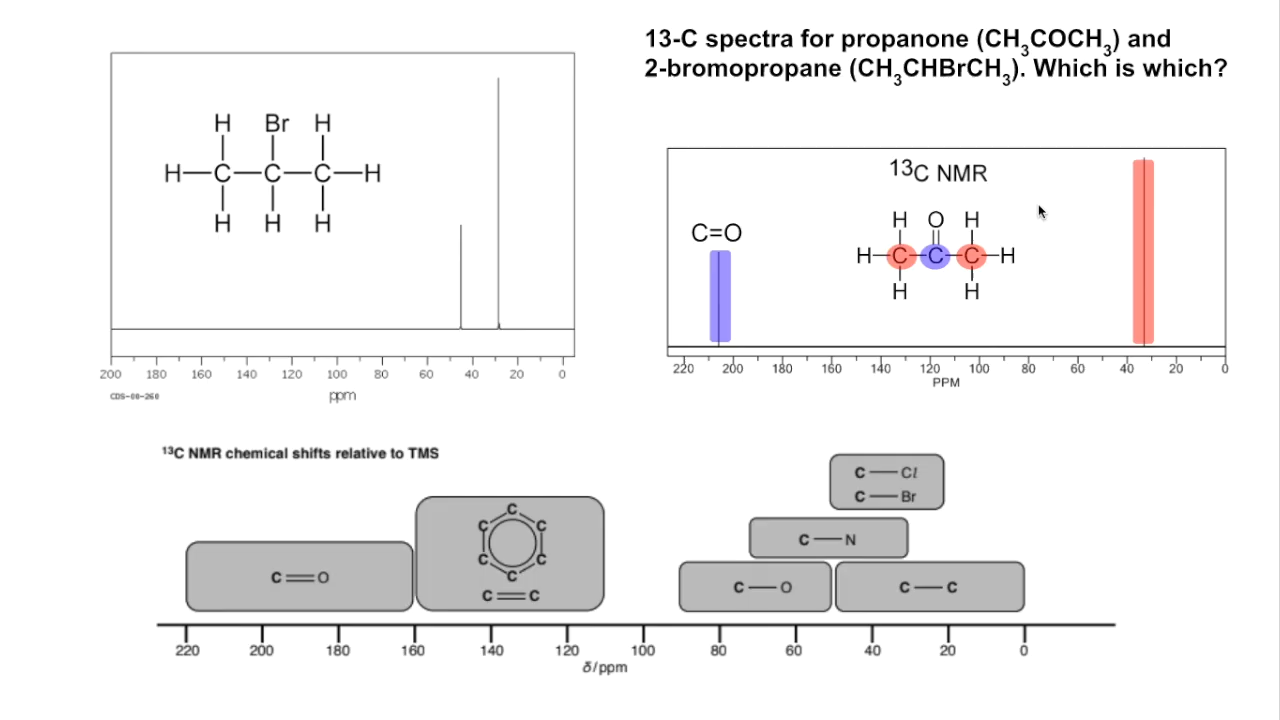 13-C spectra for propanone (CH₃COCH₃) and
2-bromopropane (CH₃CHBrCH₃). Which is which?
H Br H
H—C—C—C—H
H H H
200 180 160 140 120 100 80 60 40 20 0
CDS-00-260
ppm
¹³C NMR
C=O
H O H
H—C—C—C—H
H H
220 200 180 160 140 120 100 80 60 40 20 0
PPM
¹³C NMR chemical shifts relative to TMS
C—Cl
C—Br
C
C C
C C
C
C=C
C—N
C=O
C—O
C—C
220 200 180 160 140 120 100 80 60 40 20 0
δ/ppm